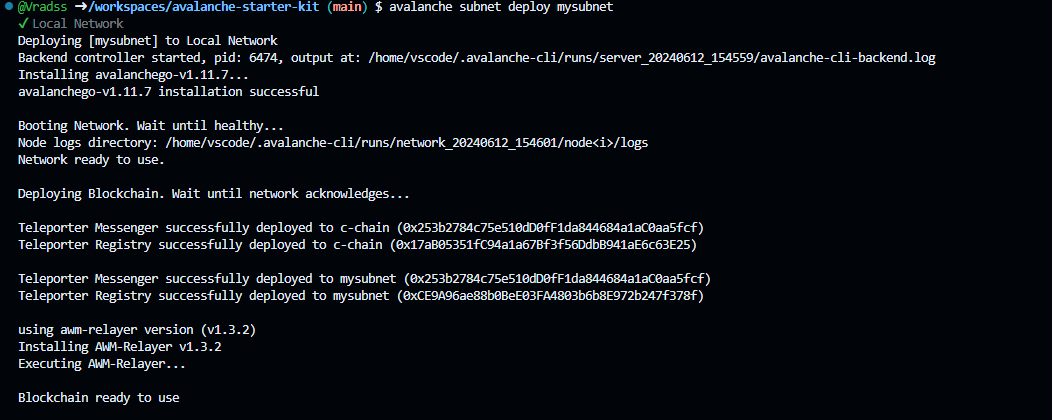 @Vradss ➜/workspaces/avalanche-starter-kit (main) $ avalanche subnet deploy mysubnet
✓ Local Network
Deploying [mysubnet] to Local Network
Backend controller started, pid: 6474, output at: /home/vscode/.avalanche-cli/runs/server_20240612_154559/avalanche-cli-backend.log
Installing avalanchego-v1.11.7...
avalanchego-v1.11.7 installation successful
Booting Network. Wait until healthy...
Node logs directory: /home/vscode/.avalanche-cli/runs/network_20240612_154601/node<i>/logs
Network ready to use.
Deploying Blockchain. Wait until network acknowledges...
Teleporter Messenger successfully deployed to c-chain (0x253b2784c75e510dD0fF1da844684a1aC0aa5fcf)
Teleporter Registry successfully deployed to c-chain (0x17aB05351fC94a1a67Bf3f56DdbB941aE6c63E25)
Teleporter Messenger successfully deployed to mysubnet (0x253b2784c75e510dD0fF1da844684a1aC0aa5fcf)
Teleporter Registry successfully deployed to mysubnet (0xCE9A96ae88b0BeE03FA4803b6b8E972b247f378f)
using awm-relayer version (v1.3.2)
Installing AWM-Relayer v1.3.2
Executing AWM-Relayer...
Blockchain ready to use